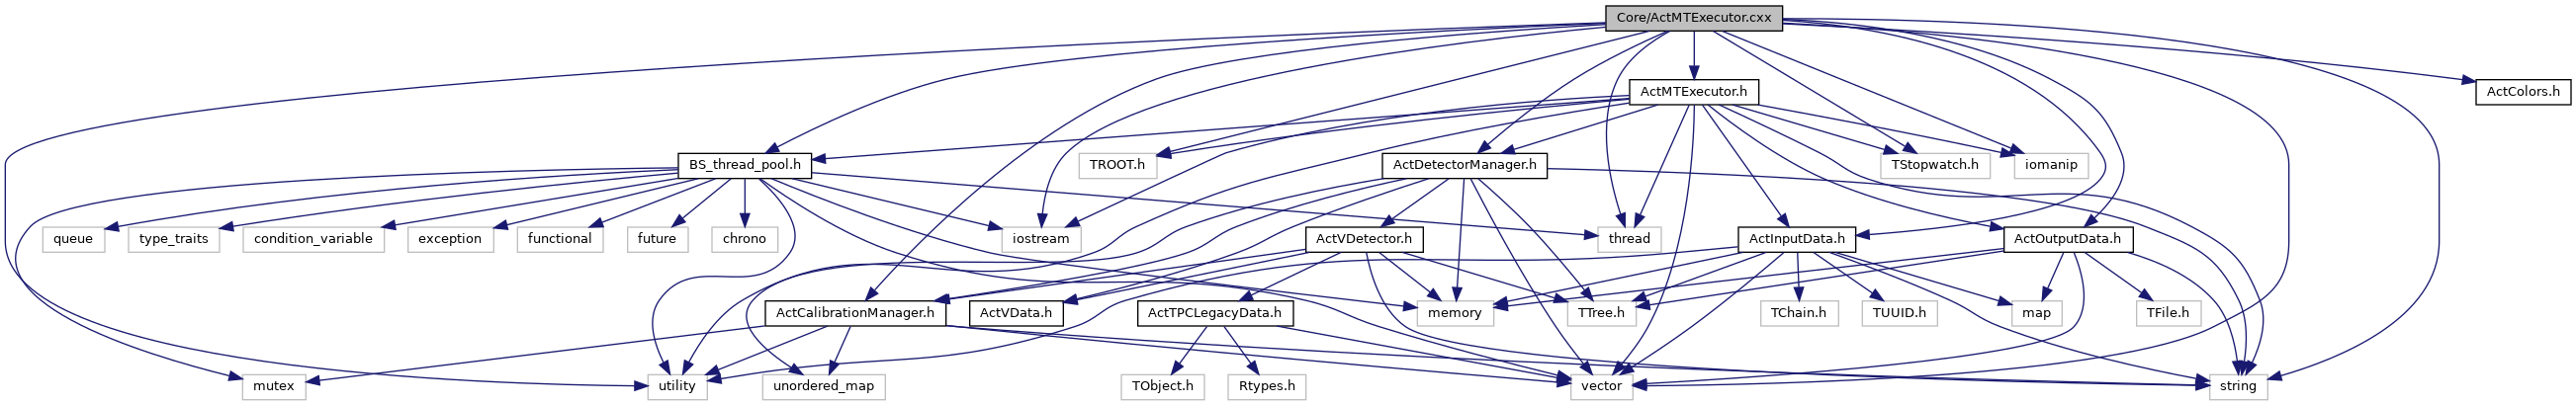 Core/ActMTExecutor.cxx
ActMTExecutor.h
ActColors.h
BS_thread_pool.h
TROOT.h
ActDetectorManager.h
TStopwatch.h
iomanip
queue
type_traits
condition_variable
exception
functional
future
chrono
iostream
ActVDetector.h
thread
ActInputData.h
ActOutputData.h
ActCalibrationManager.h
ActVData.h
ActTPCLegacyData.h
memory
TTree.h
TChain.h
TUUID.h
map
TFile.h
mutex
utility
unordered_map
TObject.h
Rtypes.h
vector
string